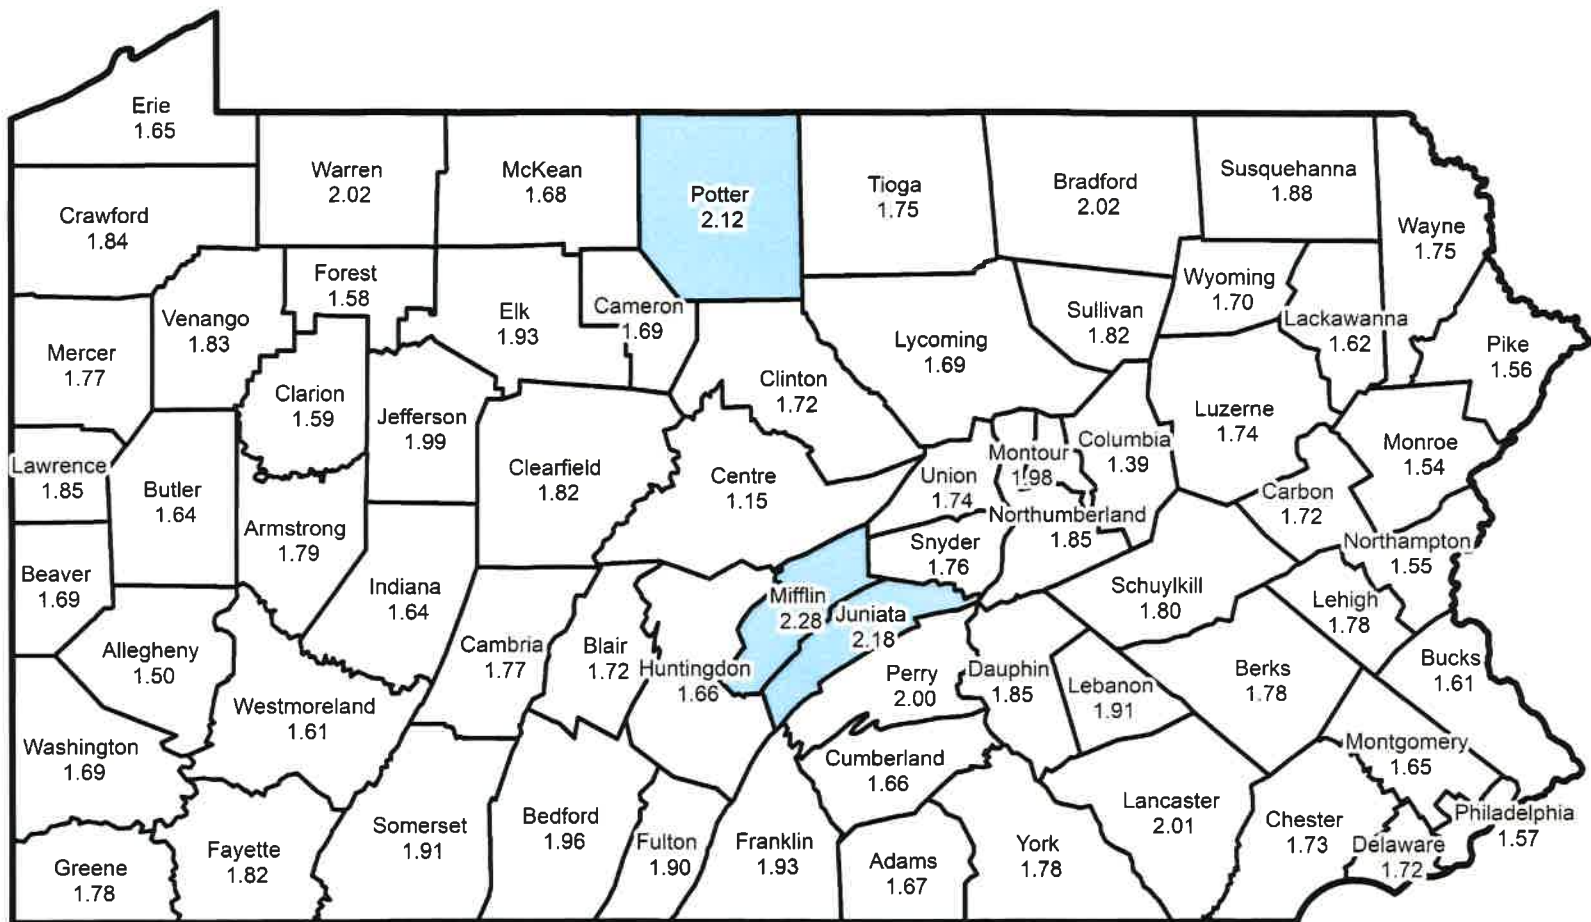 Erie
1.65
Warren
2.02
McKean
1.68
Potter
2.12
Tioga
1.75
Bradford
2.02
Susquehanna
1.88
Crawford
1.84
Wayne
1.75
Forest
1.58
Venango
1.83
Elk
1.93
Cameron
1.69
Wyoming
1.70
Sullivan
1.82
Lackawanna
1.62
Lycoming
1.69
Mercer
1.77
Pike
1.56
Clarion
1.59
Clinton
1.72
Jefferson
1.99
Luzerne
1.74
Columbia
1.39
Monroe
1.54
Montour
1.98
Lawrence
1.85
Clearfield
1.82
Centre
1.15
Union
1.74
Butler
1.64
Carbon
1.72
Armstrong
1.79
Northumberland
1.85
Snyder
1.76
Northampton
1.55
Beaver
1.69
Indiana
1.64
Schuylkill
1.80
Mifflin
2.28
Lehigh
1.78
Juniata
2.18
Allegheny
1.50
Cambria
1.77
Blair
1.72
Huntingdon
1.66
Perry
2.00
Dauphin
1.85
Lebanon
1.91
Berks
1.78
Bucks
1.61
Westmoreland
1.61
Washington
1.69
Cumberland
1.66
Montgomery
1.65
Lancaster
2.01
Philadelphia
1.57
Somerset
1.91
Bedford
1.96
Fulton
1.90
Franklin
1.93
Chester
1.73
Delaware
1.72
York
1.78
Fayette
1.82
Adams
1.67
Greene
1.78